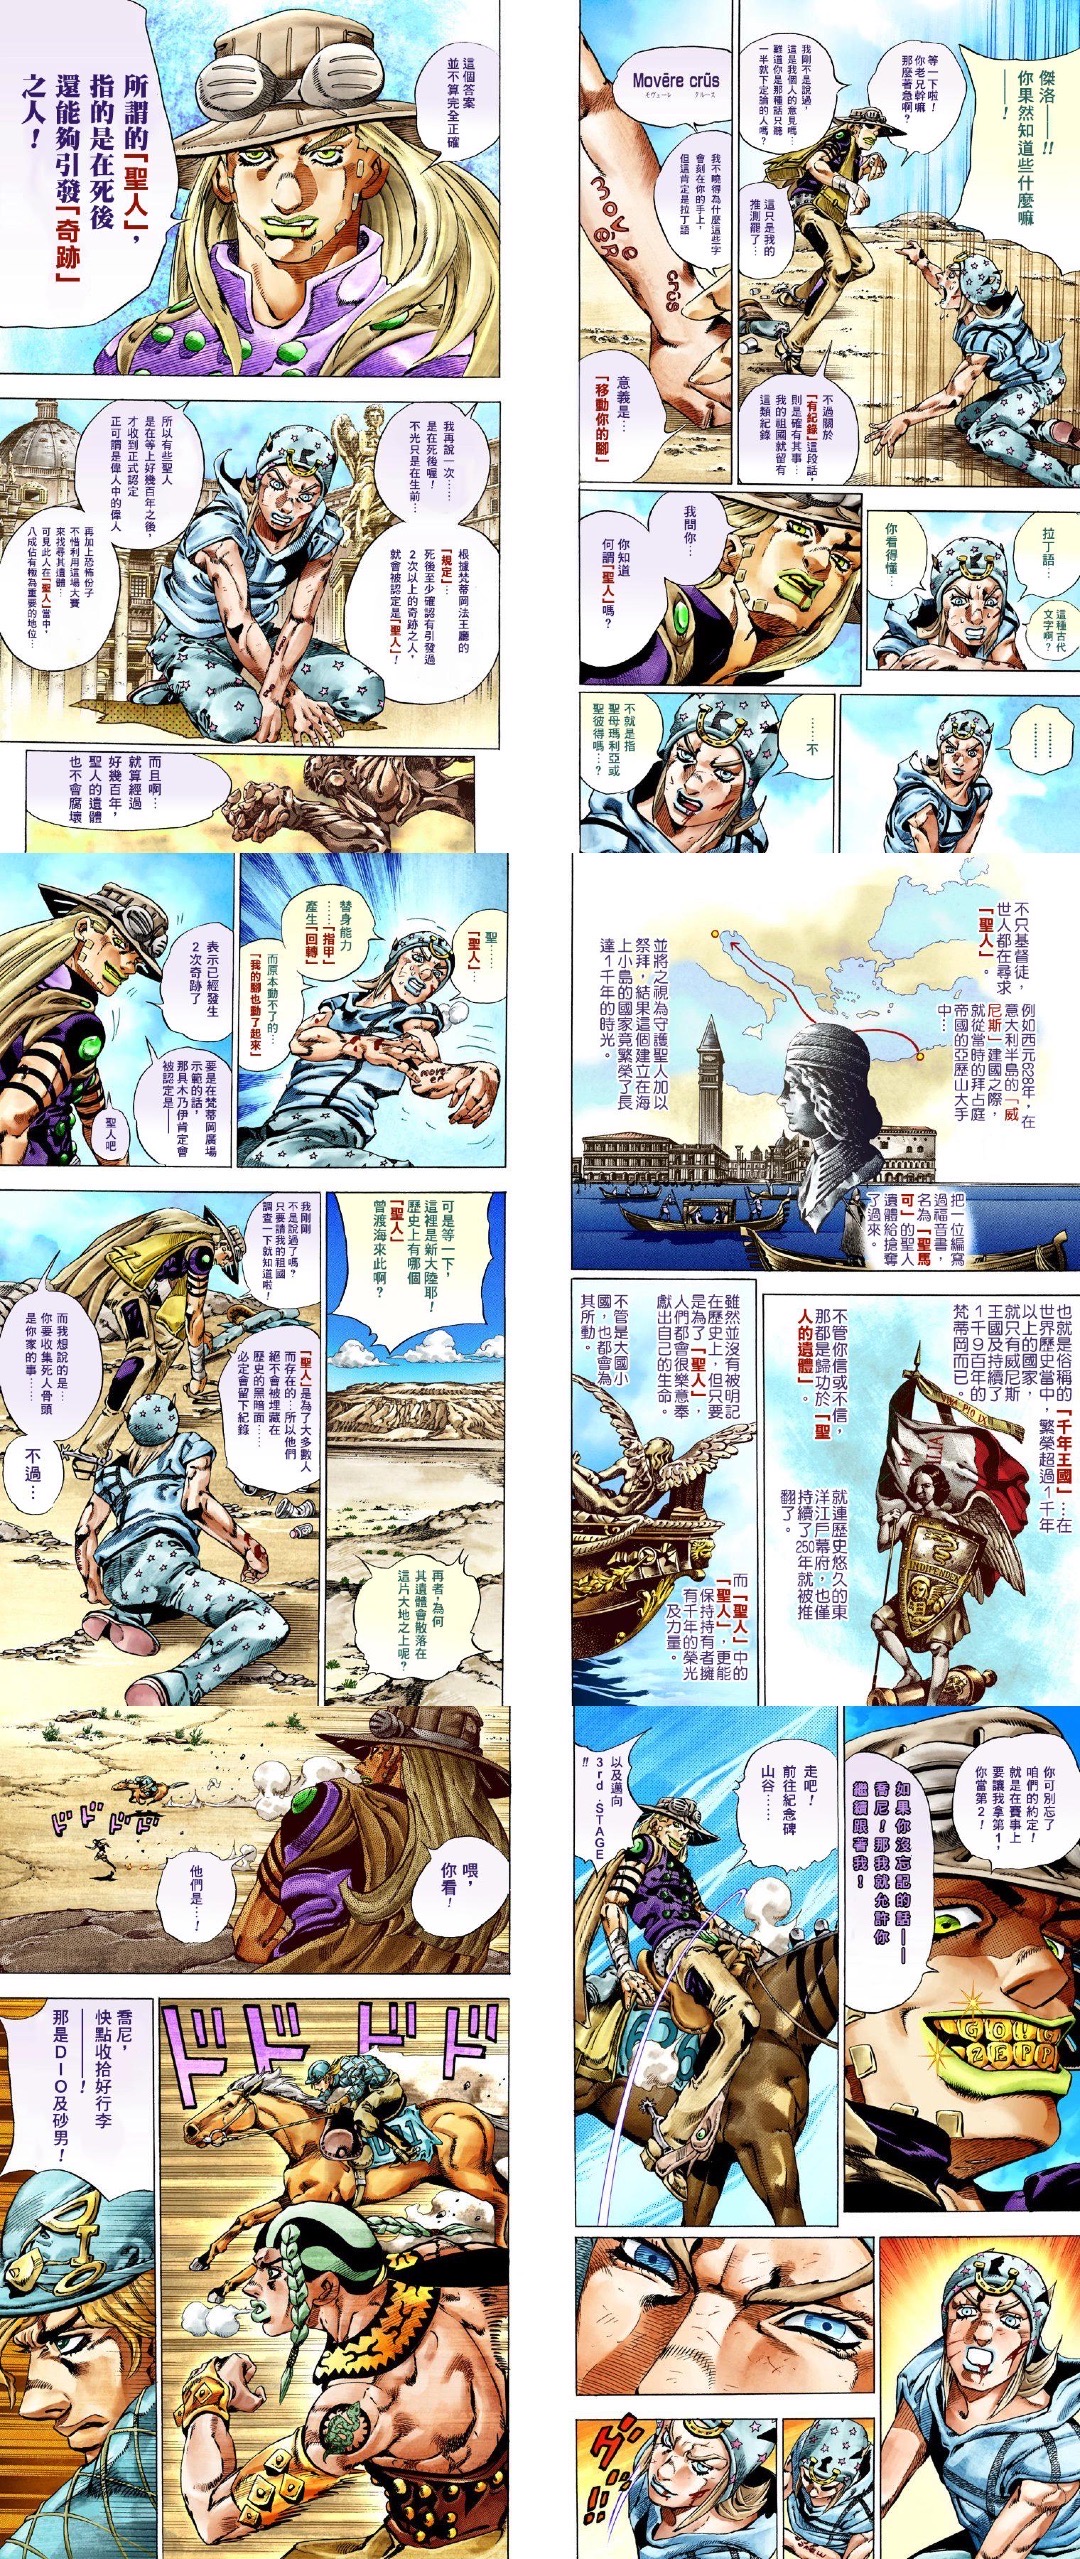 傑洛——!!
你果然知道些什麼嘛
——!
等一下啦!
你老兄幹嘛
那麼著急啊?
我剛不是說過,
這是我個人的意見嗎…
難道你是那種話只聽
一半就下定論的人嗎?
這只是我的
推測罷了…
不過關於
「有紀錄」這段話,
則是確有其事…
我的祖國就留有
這類紀錄
Movēre crūs
モヴェーレ クルース
我不曉得為什麼這些字
會刻在你的手上,
但這肯定是拉丁語
movēre
crūs
意義是…
「移動你的腳」
拉丁語…
這種古代
文字啊?
你看得懂…
我問你…
你知道
何謂「聖人」嗎?
…………
……不
不就是指
聖母瑪利亞或
聖彼得嗎…?
這個答案
並不算完全正確
所謂的「聖人」,
指的是在死後
還能夠引發「奇跡」
之人!
我再說一次……
是在死後喔!
不光只是在生前…
根據梵蒂岡法王廳的
「規定」…
死後至少確認有引發過
2次以上的奇跡之人,
就會被認定是「聖人」!
所以有些聖人
是在等上好幾百年之後,
才收到正式認定
正可謂是偉人中的偉人
再加上恐怖份子
不惜利用這場大賽
來找尋其遺體…
可見此人在「聖人」當中,
八成佔有極為重要的地位…
而且啊…
就算經過
好幾百年,
聖人的遺體
也不會腐壞
不只基督徒,
世人都在尋求
「聖人」。
例如西元828年,在
意大利半島的「威
尼斯」建國之際,
就從當時的拜占庭
帝國的亞歷山大手
中…
把一位編寫
過福音書,
名為「聖馬
可」的聖人
遺體給搶奪
了過來。
並將之視為守護聖人加以
祭拜,結果這個建立在海
上小島的國家竟繁榮了長
達1千年的時光。
也就是俗稱的「千年王國」…在
世界歷史當中,繁榮超過1千年
以上的國家,
就只有威尼斯
王國及持續了
1千9百年的
梵蒂岡而已。
不管你信或不信,
那都是歸功於「聖
人的遺體」。
就連歷史悠久的東
洋江戶幕府,也僅
持續了250年就被推
翻了。
雖然並沒有被明記
在歷史上,但只要
是為了「聖人」,
人們都會很樂意奉
獻出自己的生命。
不管是大國小
國,也都會為
其所動。
而「聖人」中的
「聖人」,更能
保持持有者擁
有千年的榮光
及力量。
聖…
「聖人」…
替身能力
……「指甲」
產生「回轉」
而原本動不了的…
「我的腳也動了起來」
表示已經發生
2次奇跡了
要是在梵蒂岡廣場
示範的話,
那具木乃伊肯定會
被認定是——
聖人吧
可是等一下,
這裡是新大陸耶!
歷史上有哪個
「聖人」
曾渡海來此啊?
再者,為何
其遺體會散落在
這片大地之上呢?
我剛剛
不是說過了嗎?
只要請我的祖國
調查一下就知道啦!
「聖人」是為了大多數人
而存在的…所以他們
絕不會被埋藏在
歷史的黑暗面……
必定會留下紀錄
而我想說的是…
你要收集死人骨頭
是你家的事……
不過…
你可別忘了
咱們的約定!
就是在賽事上
要讓我拿第1,
你當第2!
如果你沒忘記的話——
喬尼!那我就允許你
繼續跟著我!
GO!GO!
ZEPP
走吧!
前往紀念碑
山谷……
以及邁向
3rd.STAGE
!!
グッ!!
喂,
你看!
他們是…!
ドドドド
喬尼,
快點收拾好行李
——!
那是DIO及砂男!
ドドドド
DIO